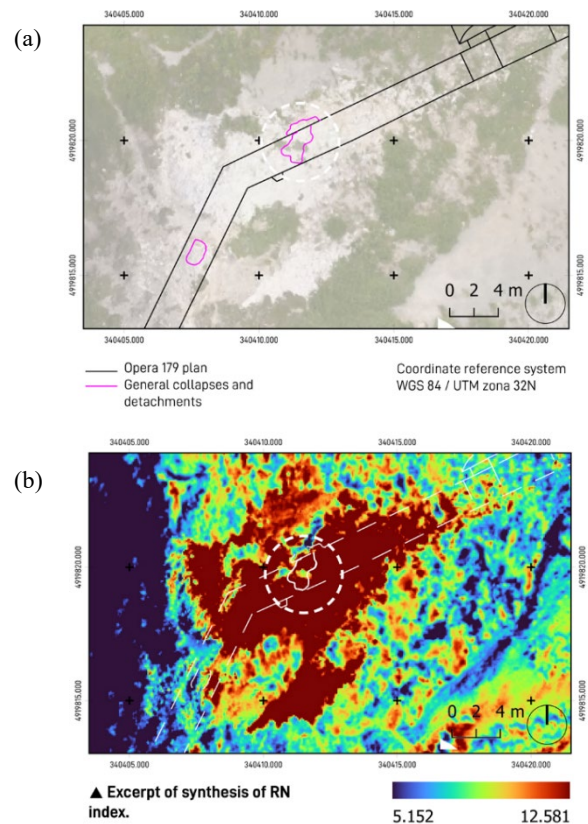 (a)
340405.000 340410.000 340415.000 340420.000
4919820.000 4919820.000
4919815.000 4919815.000
0 2 4 m
340405.000 340410.000 340415.000 340420.000
Opera 179 plan
General collapses and
detachments
Coordinate reference system
WGS 84 / UTM zona 32N
(b)
340405.000 340410.000 340415.000 340420.000
4919820.000 4919820.000
4919815.000 4919815.000
0 2 4 m
340405.000 340410.000 340415.000 340420.000
▲ Excerpt of synthesis of RN
index.
5.152 12.581